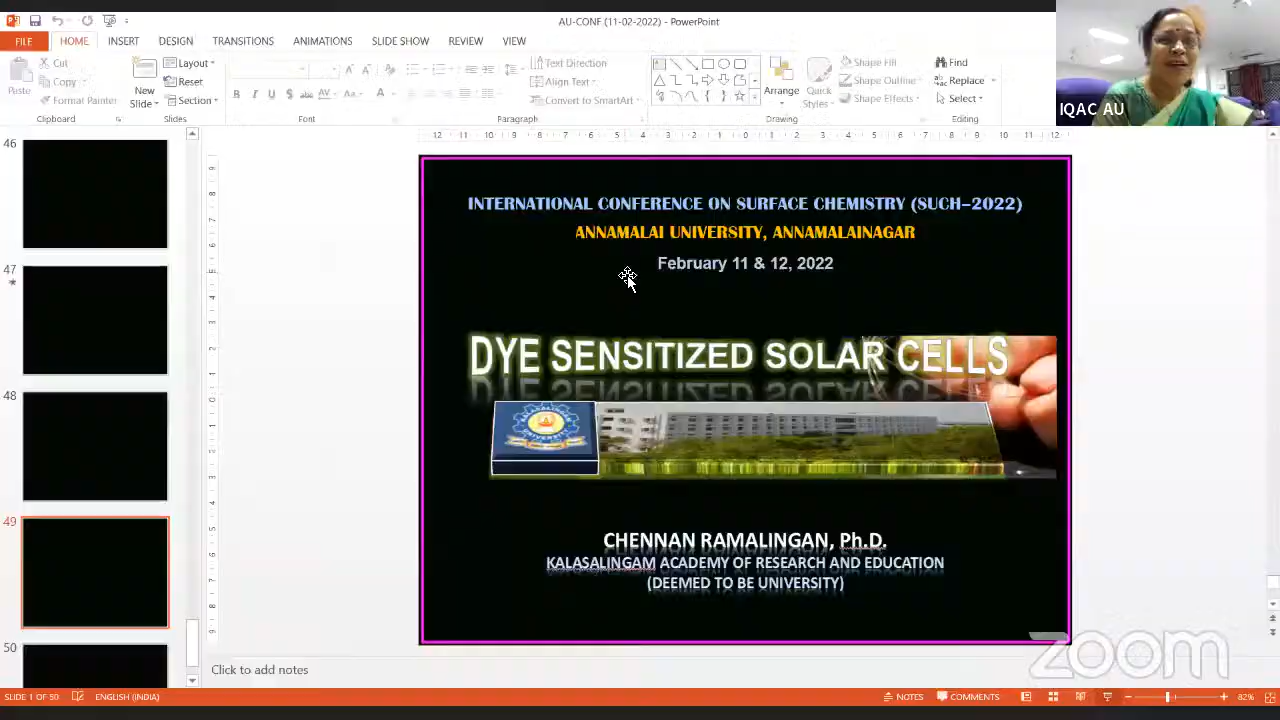 AU-CONF (11-02-2022) - PowerPoint
FILE HOME INSERT DESIGN TRANSITIONS ANIMATIONS SLIDE SHOW REVIEW VIEW
Paste
Cut
Copy
Format Painter
Clipboard
New
Slide
Layout
Reset
Section
Font
Text Direction
Align Text
Convert to SmartArt
Paragraph
Arrange
Quick
Styles
Shape Fill
Shape Outline
Shape Effects
Drawing
Find
Replace
Select
Editing
IQAC AU
46
47
48
49
50
INTERNATIONAL CONFERENCE ON SURFACE CHEMISTRY (SUCH–2022)
ANNAMALAI UNIVERSITY, ANNAMALAINAGAR
February 11 & 12, 2022
DYE SENSITIZED SOLAR CELLS
CHENNAN RAMALINGAN, Ph.D.
KALASALINGAM ACADEMY OF RESEARCH AND EDUCATION
(DEEMED TO BE UNIVERSITY)
zoom
Click to add notes
SLIDE 1 OF 50 ENGLISH (INDIA) NOTES COMMENTS 82%